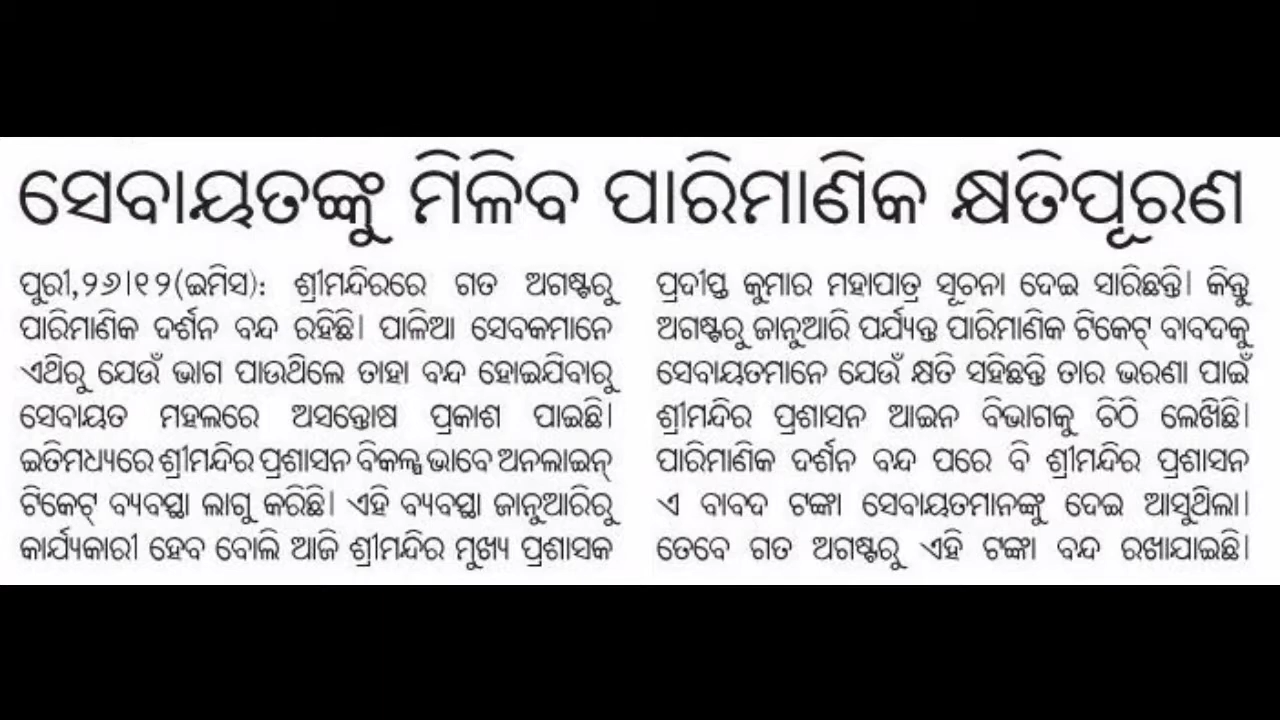 ସେବାୟତଙ୍କୁ ମିଳିବ ପାରିମାଣିକ କ୍ଷତିପୂରଣ
ପୁରୀ,୨୬।୧୨(ଇମିସ): ଶ୍ରୀମନ୍ଦିରରେ ଗତ ଅଗଷ୍ଟରୁ
ପାରିମାଣିକ ଦର୍ଶନ ବନ୍ଦ ରହିଛି। ପାଳିଆ ସେବକମାନେ
ଏଥିରୁ ଯେଉଁ ଭାଗ ପାଉଥିଲେ ତାହା ବନ୍ଦ ହୋଇଯିବାରୁ
ସେବାୟତ ମହଲରେ ଅସନ୍ତୋଷ ପ୍ରକାଶ ପାଇଛି।
ଇତିମଧ୍ୟରେ ଶ୍ରୀମନ୍ଦିର ପ୍ରଶାସନ ବିକଳ୍ପ ଭାବେ ଅନଲାଇନ୍
ଟିକେଟ୍ ବ୍ୟବସ୍ଥା ଲାଗୁ କରିଛି। ଏହି ବ୍ୟବସ୍ଥା ଜାନୁଆରିରୁ
କାର୍ଯ୍ୟକାରୀ ହେବ ବୋଲି ଆଜି ଶ୍ରୀମନ୍ଦିର ମୁଖ୍ୟ ପ୍ରଶାସକ
ପ୍ରଦୀପ୍ତ କୁମାର ମହାପାତ୍ର ସୂଚନା ଦେଇ ସାରିଛନ୍ତି। କିନ୍ତୁ
ଅଗଷ୍ଟରୁ ଜାନୁଆରି ପର୍ଯ୍ୟନ୍ତ ପାରିମାଣିକ ଟିକେଟ୍ ବାବଦକୁ
ସେବାୟତମାନେ ଯେଉଁ କ୍ଷତି ସହିଛନ୍ତି ତାର ଭରଣା ପାଇଁ
ଶ୍ରୀମନ୍ଦିର ପ୍ରଶାସନ ଆଇନ ବିଭାଗକୁ ଚିଠି ଲେଖିଛି।
ପାରିମାଣିକ ଦର୍ଶନ ବନ୍ଦ ପରେ ବି ଶ୍ରୀମନ୍ଦିର ପ୍ରଶାସନ
ଏ ବାବଦ ଟଙ୍କା ସେବାୟତମାନଙ୍କୁ ଦେଇ ଆସୁଥିଲା।
ତେବେ ଗତ ଅଗଷ୍ଟରୁ ଏହି ଟଙ୍କା ବନ୍ଦ ରଖାଯାଇଛି।